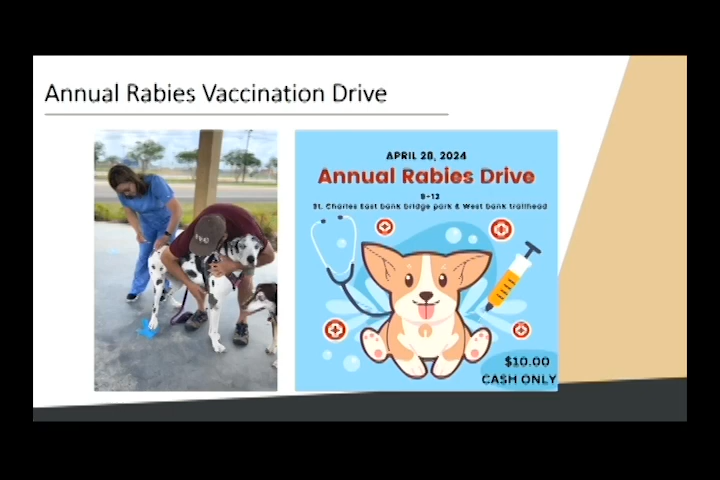 Annual Rabies Vaccination Drive
APRIL 20, 2024
Annual Rabies Drive
9-12
St. Charles East bank bridge park & West bank trailhead
$10.00
CASH ONLY